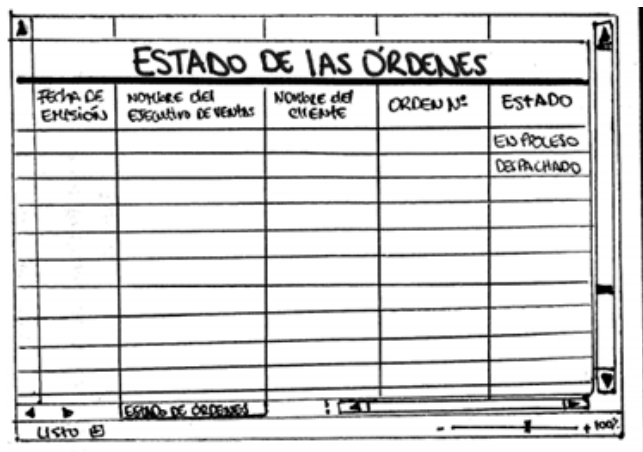 ESTADO DE LAS ÓRDENES
FECHA DE EMISIÓN
NOMBRE DEL EJECUTIVO DE VENTAS
NOMBRE DEL CLIENTE
ORDEN Nº
ESTADO
EN PROCESO
DESPACHADO
ESTADO DE ÓRDENES
LISTO
- + 100%